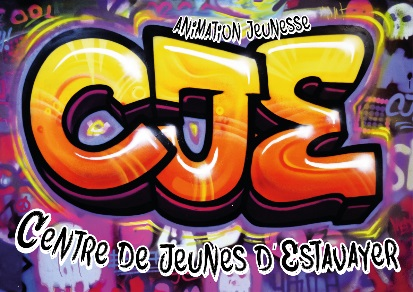 ANIMATION JEUNESSE
CJE
CENTRE DE JEUNES D'ESTAVAYER